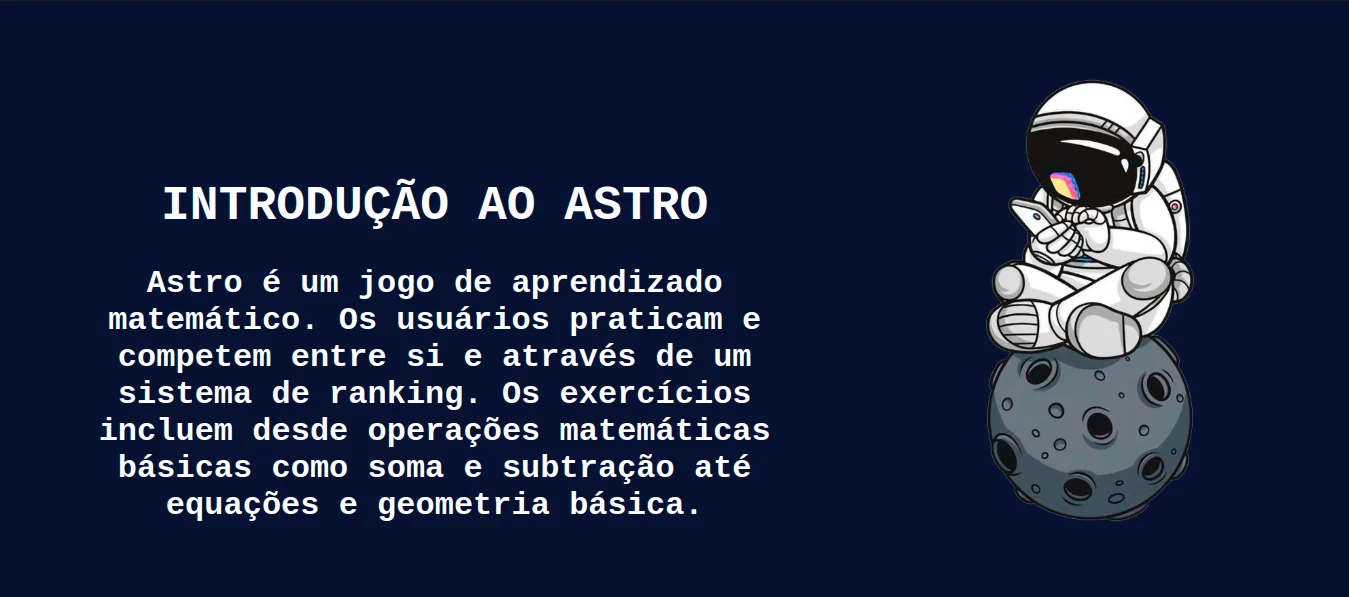 INTRODUÇÃO AO ASTRO
Astro é um jogo de aprendizado
matemático. Os usuários praticam e
competem entre si e através de um
sistema de ranking. Os exercícios
incluem desde operações matemáticas
básicas como soma e subtração até
equações e geometria básica.